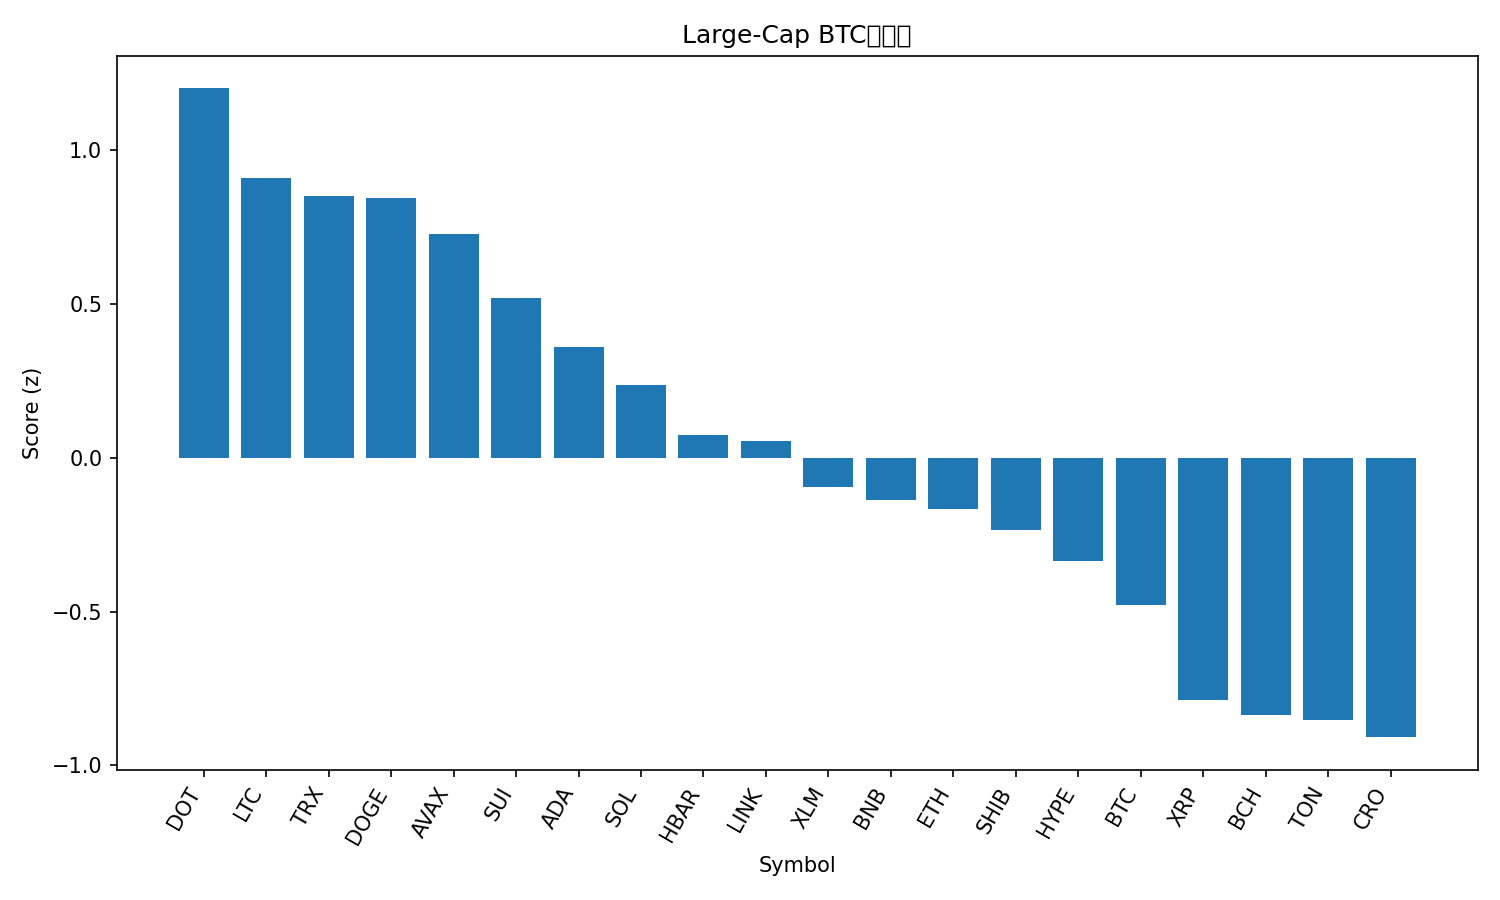 Large-Cap BTC
1.0
0.5
0.0
−0.5
−1.0
Score (z)
DOT
LTC
TRX
DOGE
AVAX
SUI
ADA
SOL
HBAR
LINK
XLM
BNB
ETH
SHIB
HYPE
BTC
XRP
BCH
TON
CRO
Symbol